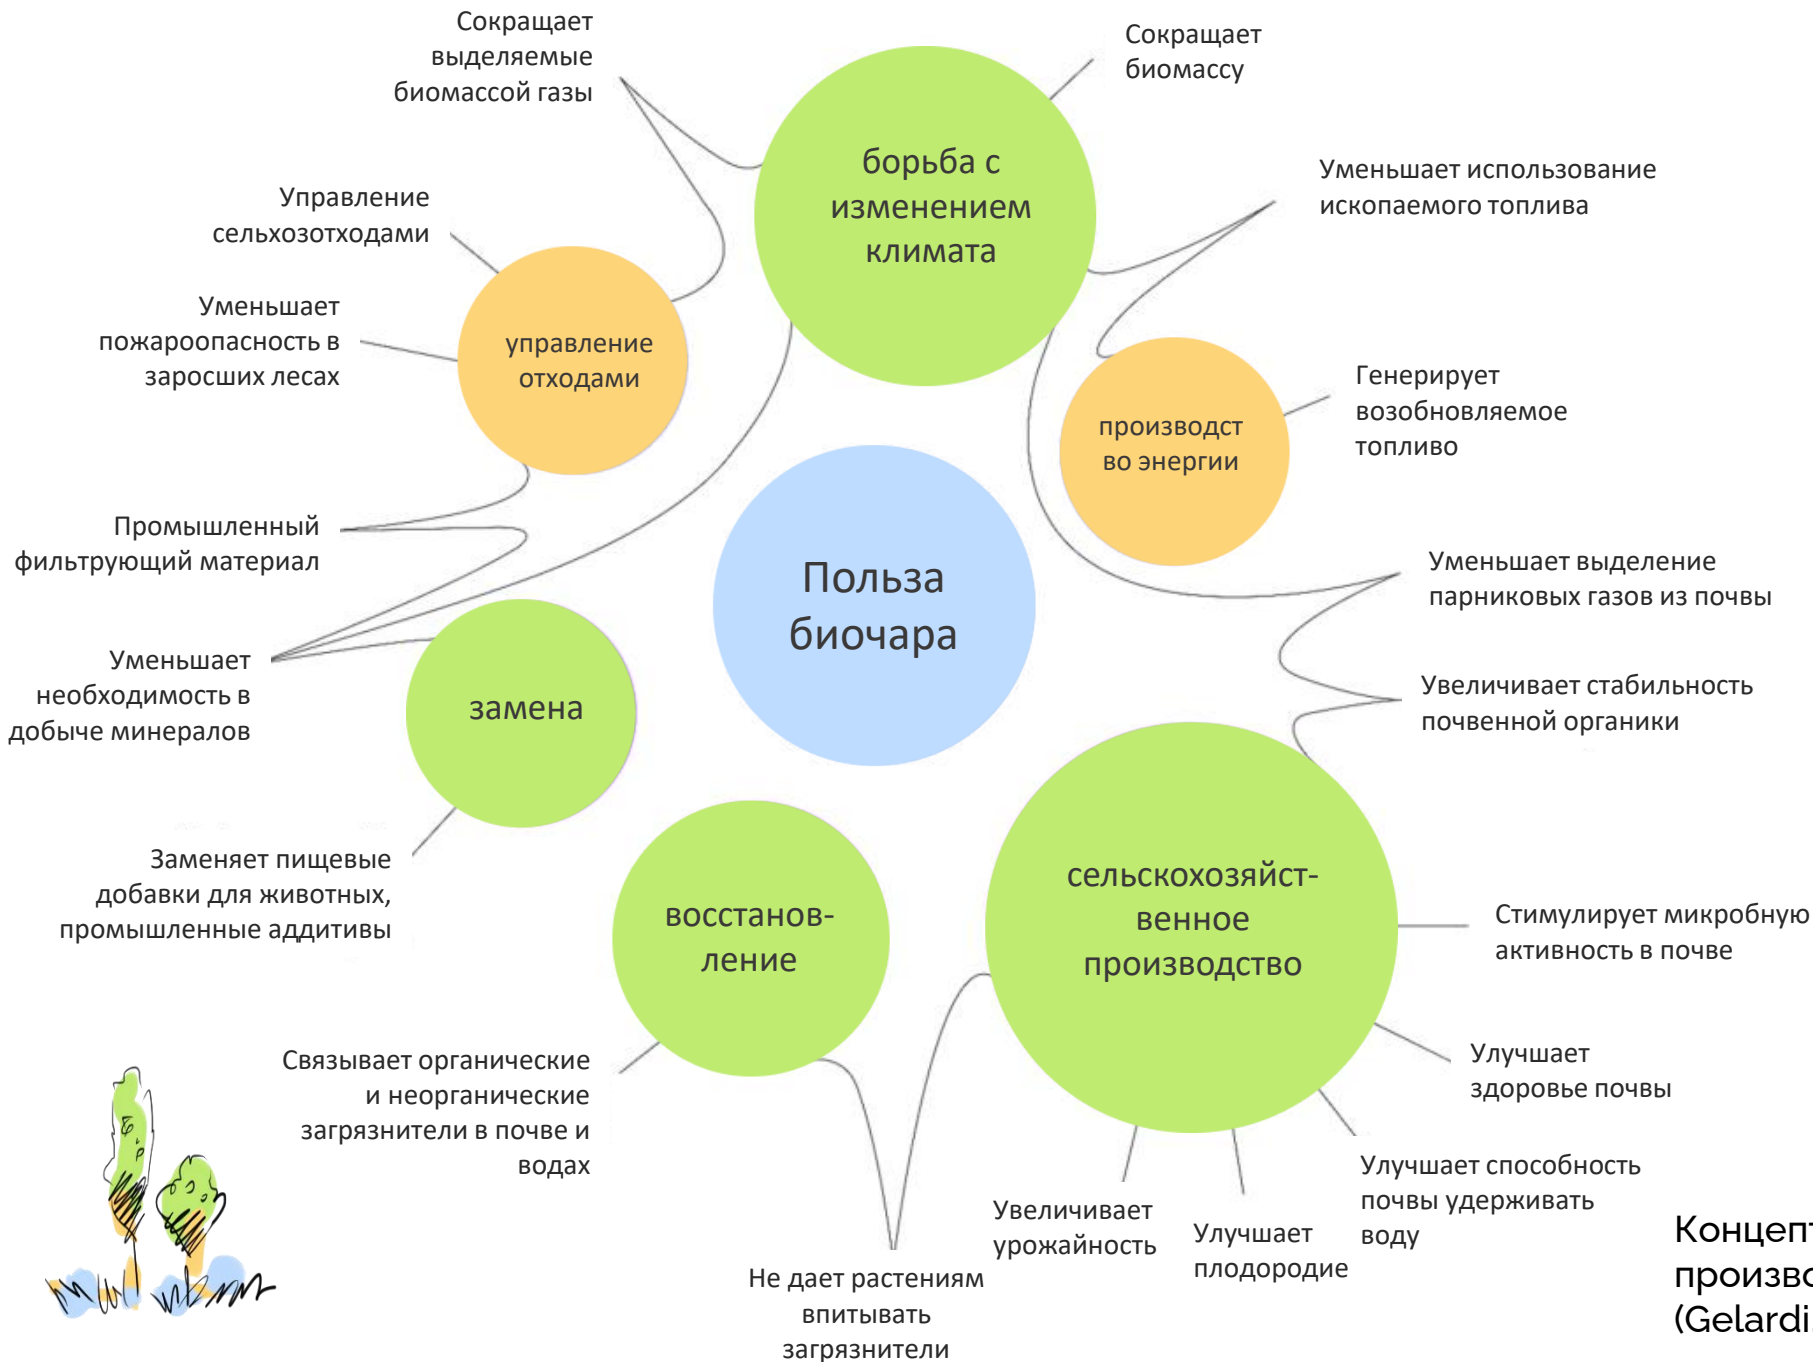 Сокращает
выделяемые
биомассой газы
Сокращает
биомассу
борьба с
изменением
климата
Уменьшает использование
ископаемого топлива
Управление
сельхозотходами
Уменьшает
пожароопасность в
заросших лесах
управление
отходами
производст
во энергии
Генерирует
возобновляемое
топливо
Промышленный
фильтрующий материал
Польза
биочара
Уменьшает выделение
парниковых газов из почвы
Уменьшает
необходимость в
добыче минералов
замена
Увеличивает стабильность
почвенной органики
Заменяет пищевые
добавки для животных,
промышленные аддитивы
восстанов-
ление
сельскохозяйст-
венное
производство
Стимулирует микробную
активность в почве
Связывает органические
и неорганические
загрязнители в почве и
водах
Улучшает
здоровье почвы
Улучшает способность
почвы удерживать
воду
Увеличивает
урожайность
Улучшает
плодородие
Не дает растениям
впитывать
загрязнители
(Gelardi